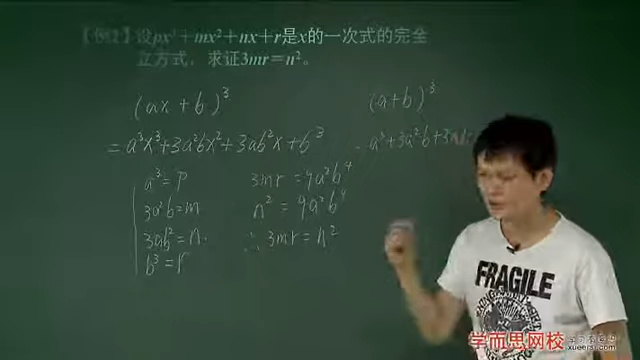 【例2】设px³+mx²+nx+r是x的一次式的完全
立方式，求证3mr=n²。
(ax+b)³
=a³x³+3a²bx²+3ab²x+b³
a³=P
3a²b=m
3ab²=n.
b³=r
3mr=9a²b⁴
n²=9a²b⁴
∴3mr=n²
(a+b)³
a³+3a²b+3
FRAGILE
学而思网校
xueersi.com